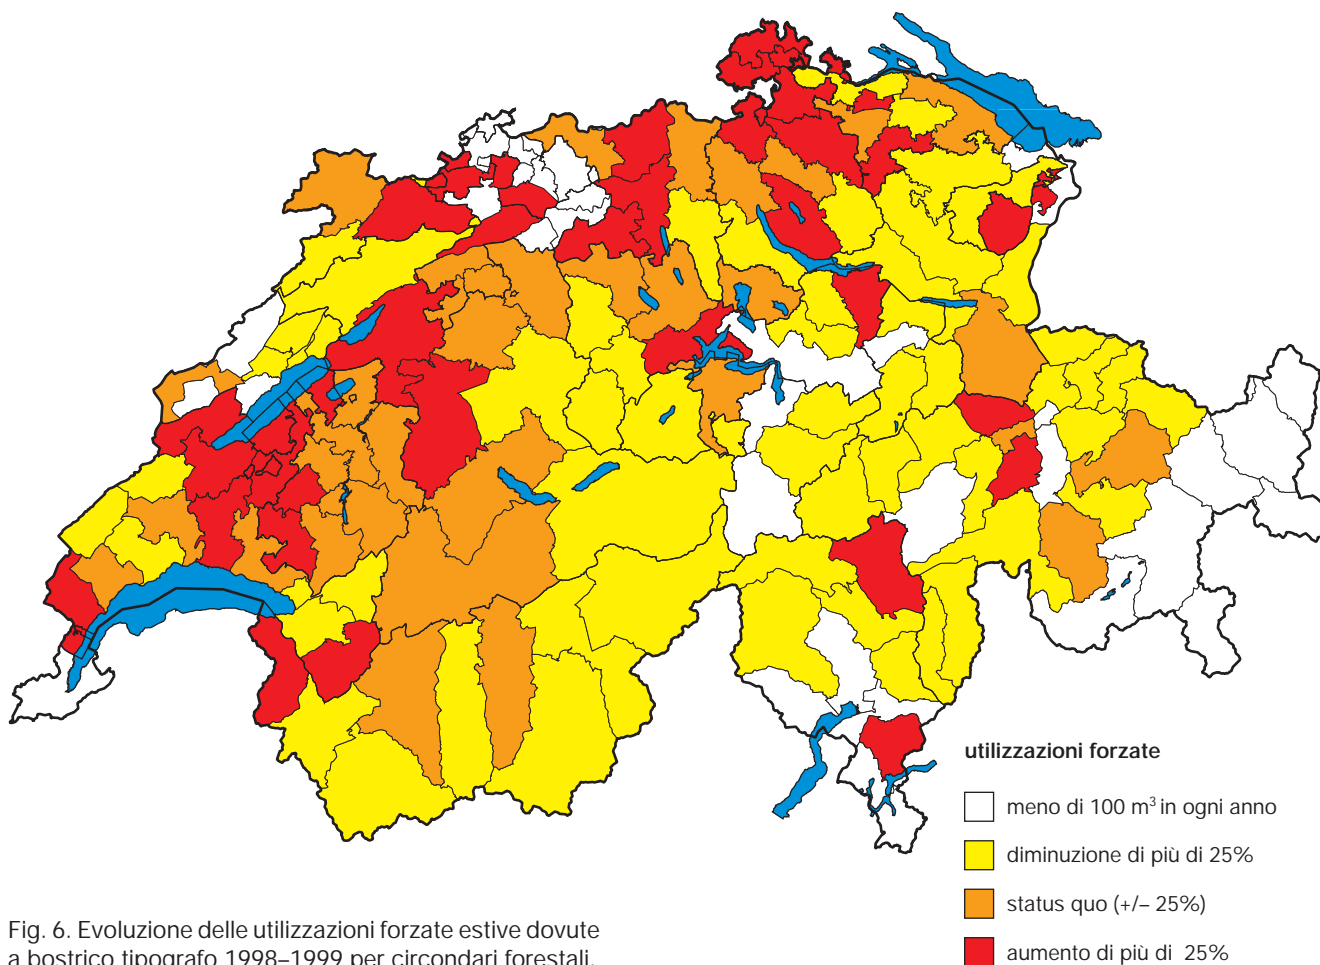 utilizzazioni forzate
meno di 100 m³ in ogni anno
diminuzione di più di 25%
status quo (+/– 25%)
aumento di più di 25%
Fig. 6. Evoluzione delle utilizzazioni forzate estive dovute
a bostrico tipografo 1998–1999 per circondari forestali.